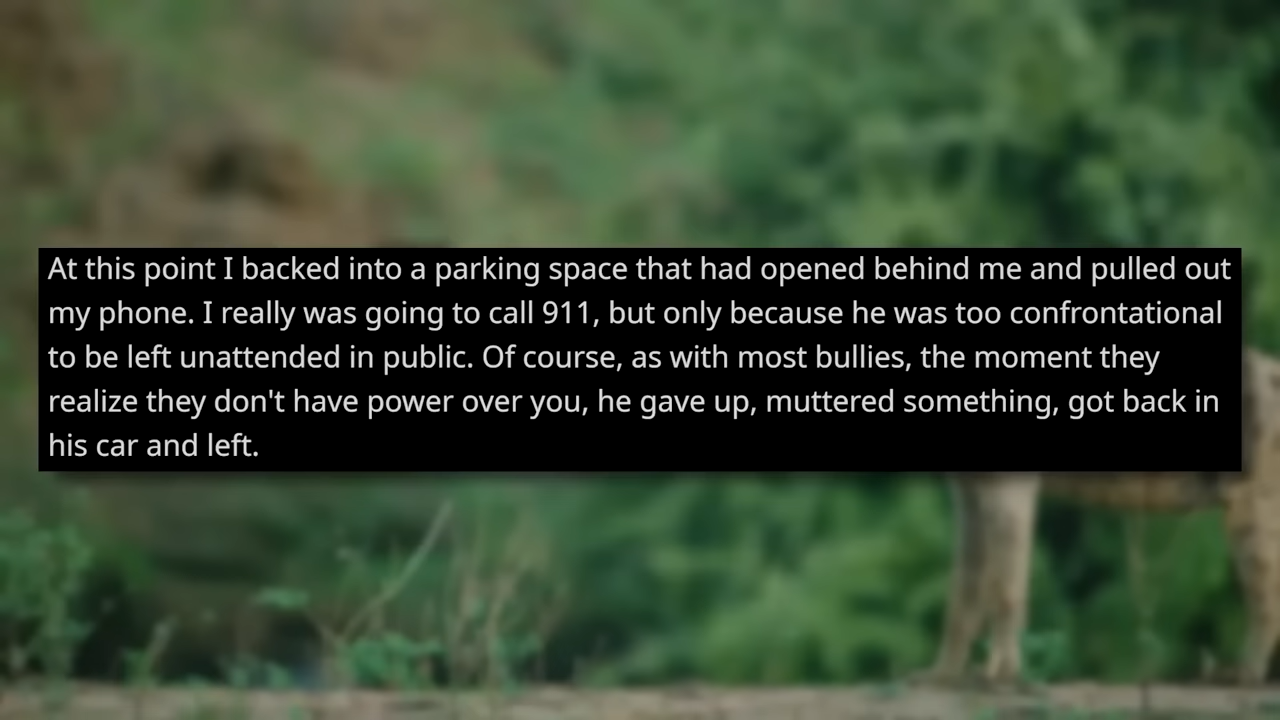 At this point I backed into a parking space that had opened behind me and pulled out
my phone. I really was going to call 911, but only because he was too confrontational
to be left unattended in public. Of course, as with most bullies, the moment they
realize they don't have power over you, he gave up, muttered something, got back in
his car and left.